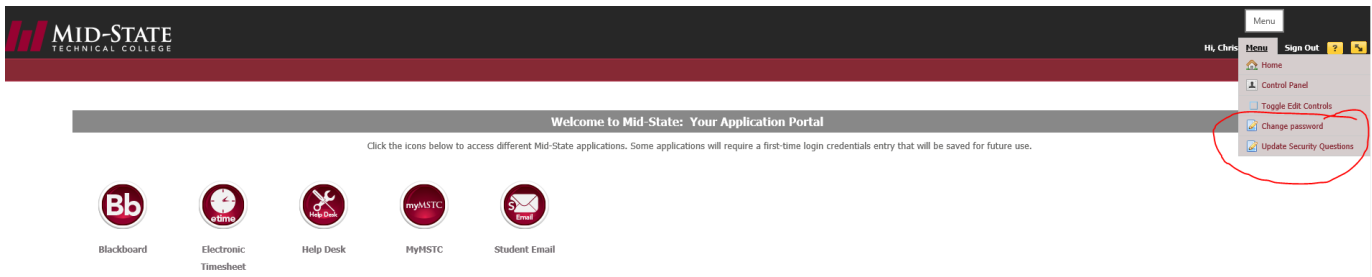 MID-STATE
TECHNICAL COLLEGE
Menu
Hi, Chris Menu Sign Out ?
Home
Control Panel
Toggle Edit Controls
Change password
Update Security Questions
Welcome to Mid-State: Your Application Portal
Click the icons below to access different Mid-State applications. Some applications will require a first-time login credentials entry that will be saved for future use.
Bb
etime
Help Desk
myMSTC
S
Email
Blackboard
Electronic
Timesheet
Help Desk
MyMSTC
Student Email